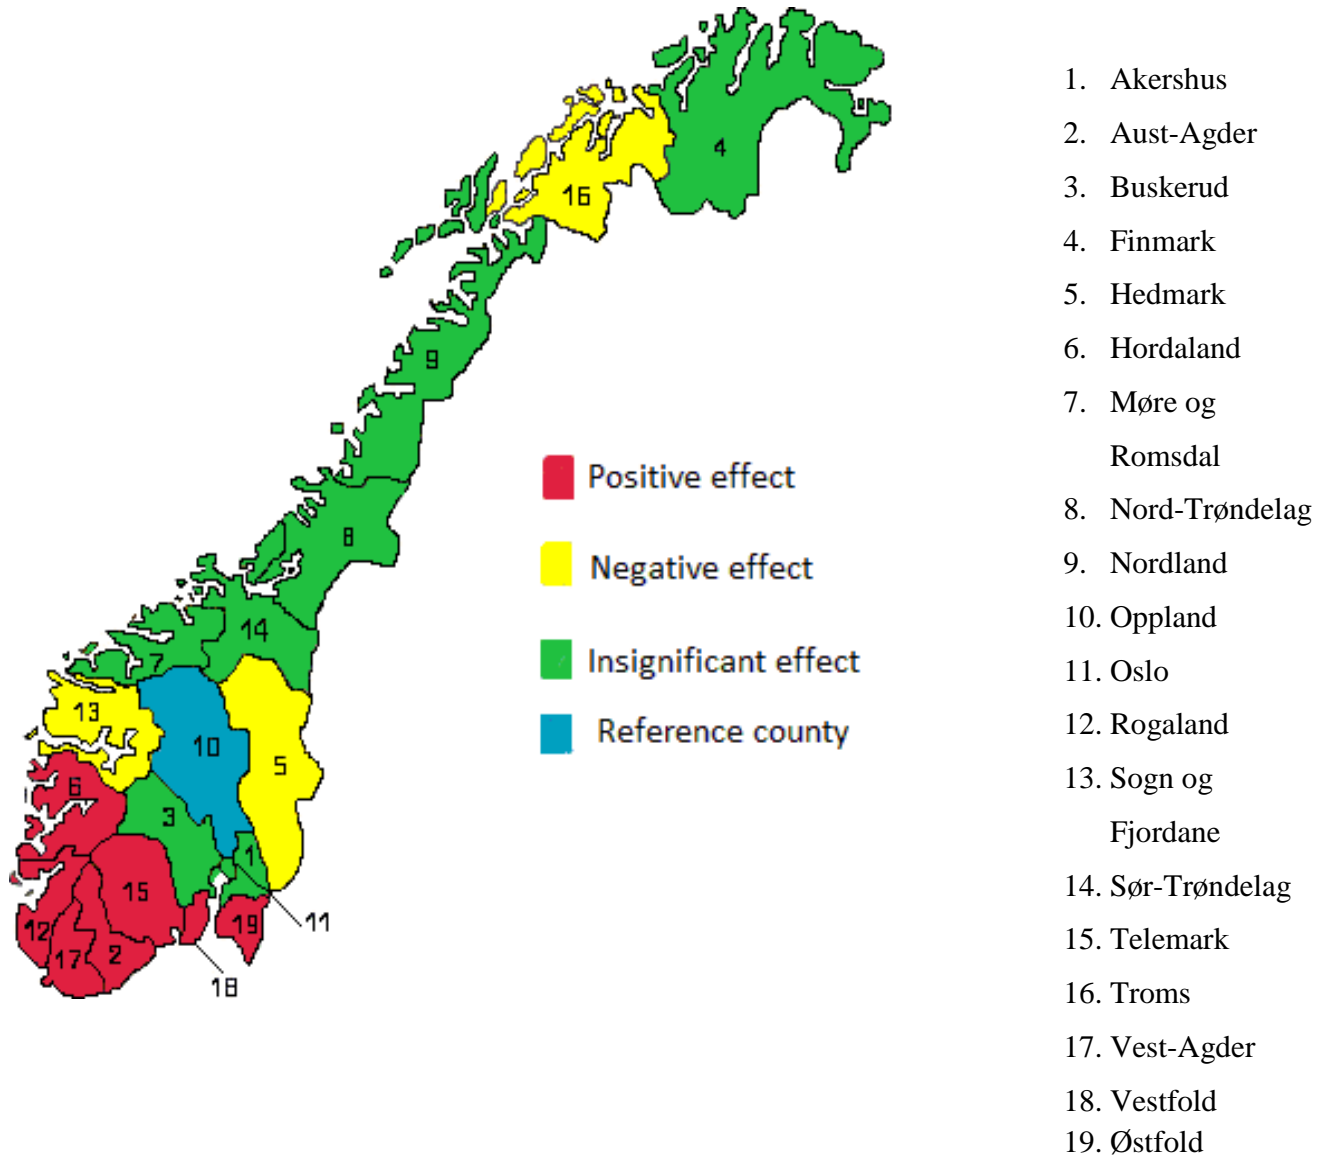 1. Akershus
2. Aust-Agder
3. Buskerud
4. Finmark
5. Hedmark
6. Hordaland
7. Møre og
Romsdal
8. Nord-Trøndelag
9. Nordland
10. Oppland
11. Oslo
12. Rogaland
13. Sogn og
Fjordane
14. Sør-Trøndelag
15. Telemark
16. Troms
17. Vest-Agder
18. Vestfold
19. Østfold
Positive effect
Negative effect
Insignificant effect
Reference county
4
16
9
8
14
7
13
10
5
6
3
1
15
11
12
19
17
2
18